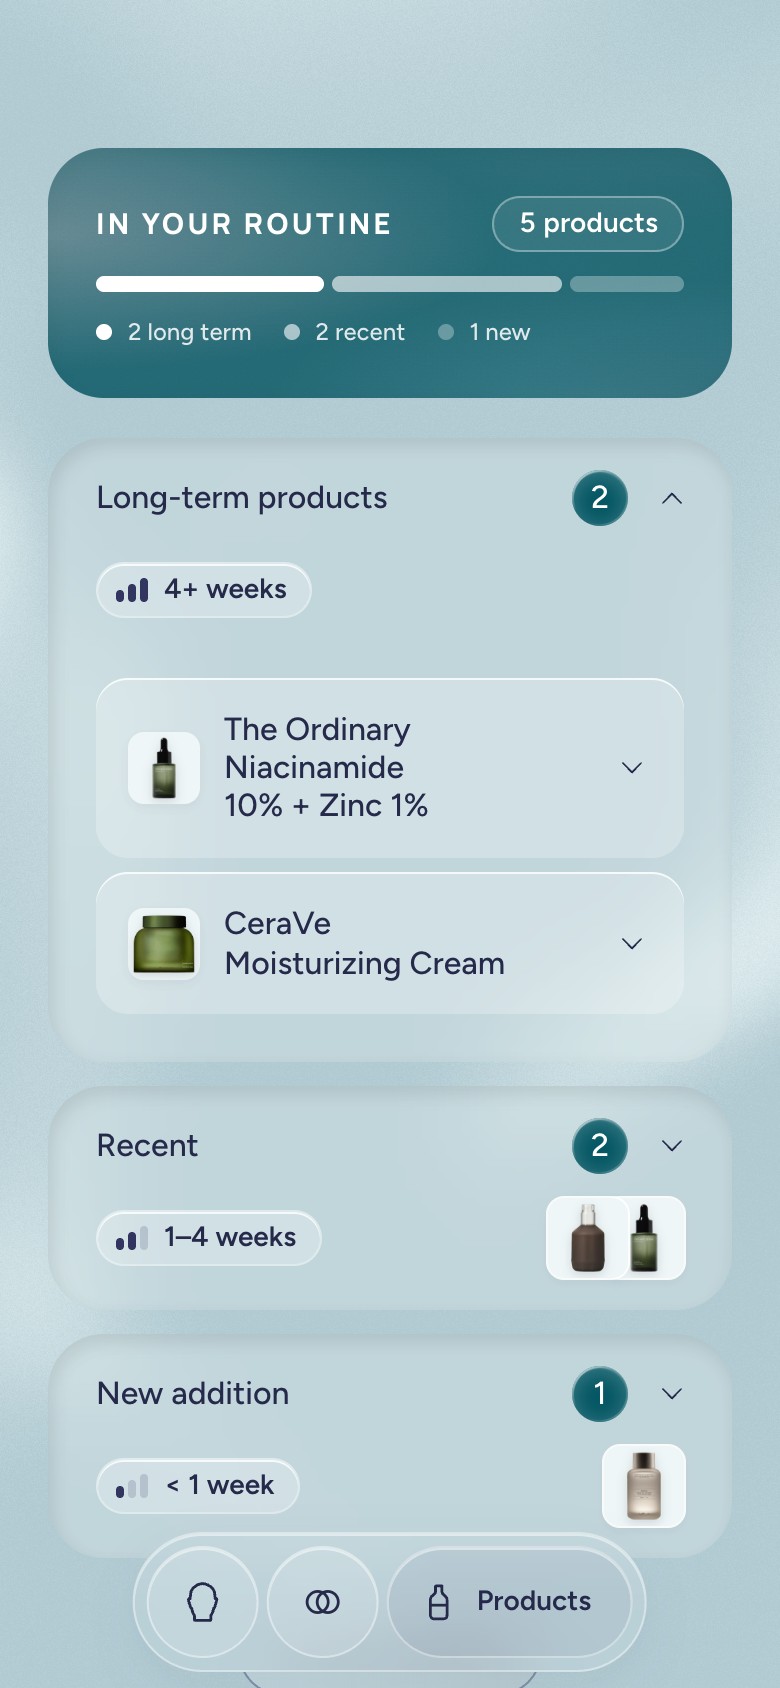 IN YOUR ROUTINE
5 products
2 long term
2 recent
1 new
Long-term products
2
4+ weeks
The Ordinary
Niacinamide
10% + Zinc 1%
CeraVe
Moisturizing Cream
Recent
2
1–4 weeks
New addition
1
< 1 week
Products